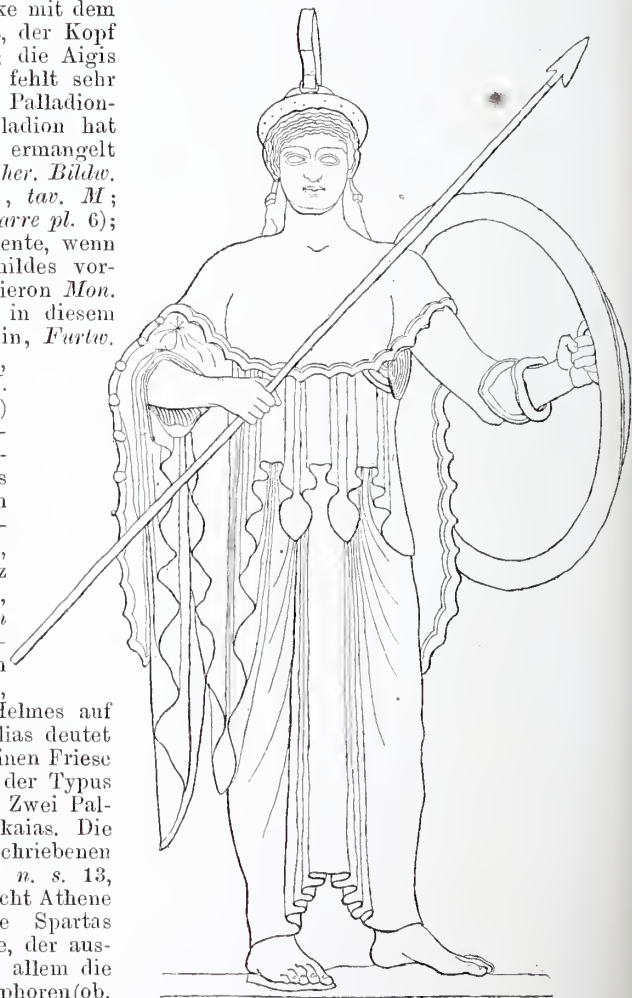 ke mit dem
, der Kopf
; die Aigis
fehlt sehr
Palladion-
ladion hat
ermangelt
her. Bildw.
, tav. M;
arre pl. 6);
ente, wenn
hildes vor-
ieron Mon.
in diesem
in, Furtw.
,
.
)
-
-
s
n
-
,
z
,
-
n
,
Helmes auf
lias deutet
inen Friese
der Typus
Zwei Pal-
kaias. Die
chriebenen
n. s. 13,
cht Athene
e Spartas
e, der aus-
allem die
phoren (ob.